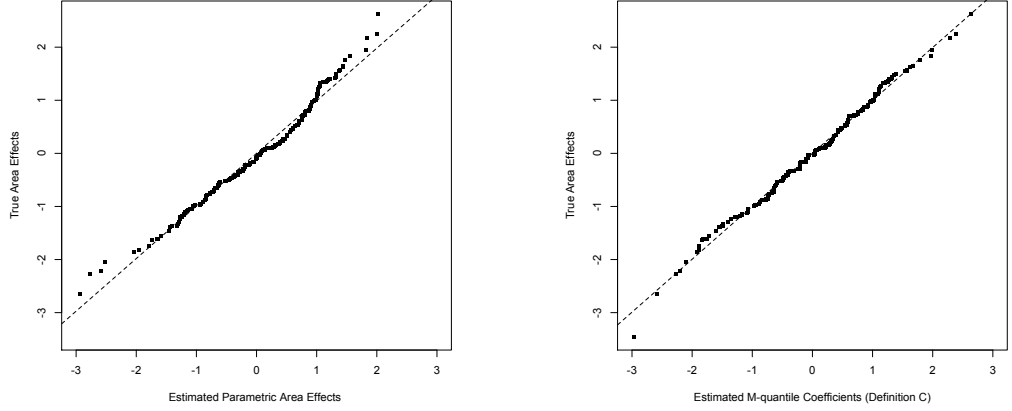 2
1
0
-1
-2
-3
True Area Effects
-3 -2 -1 0 1 2 3
Estimated Parametric Area Effects
2
1
0
-1
-2
-3
True Area Effects
-3 -2 -1 0 1 2 3
Estimated M-quantile Coefficients (Definition C)